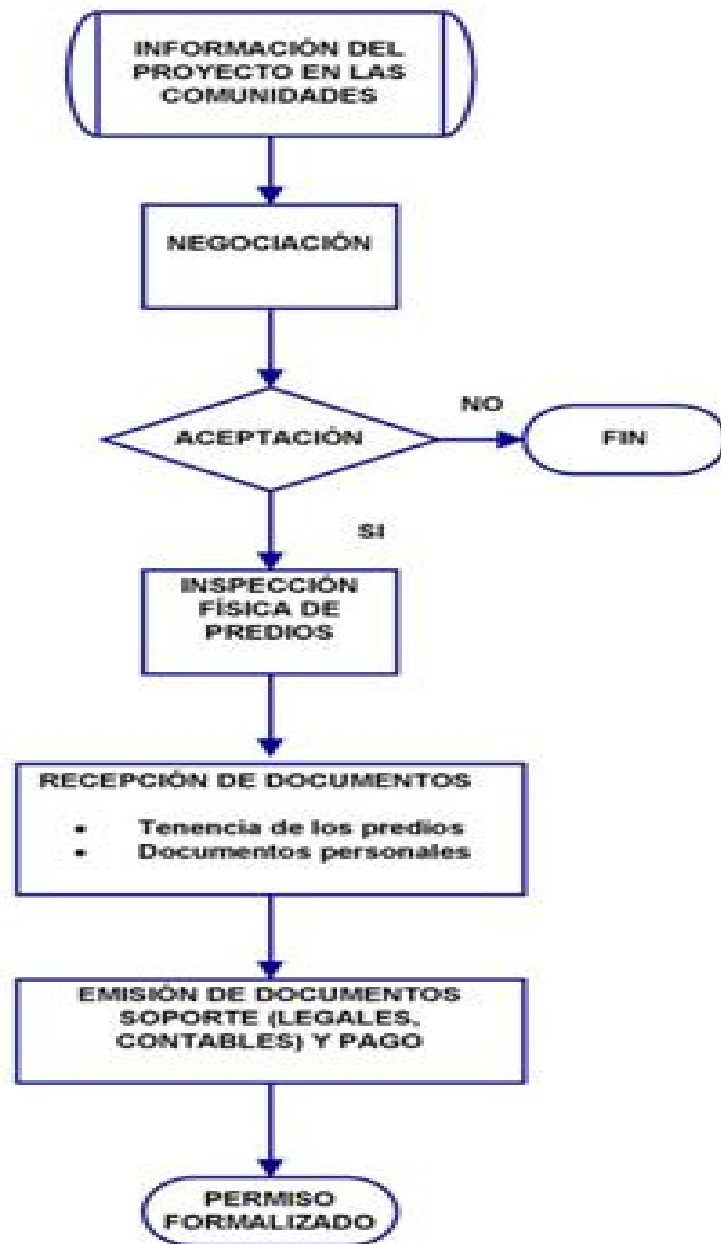 INFORMACIÓN DEL
PROYECTO EN LAS
COMUNIDADES
NEGOCIACIÓN
ACEPTACIÓN
NO
FIN
SI
INSPECCIÓN
FÍSICA DE
PREDIOS
RECEPCIÓN DE DOCUMENTOS
• Tenencia de los predios
• Documentos personales
EMISIÓN DE DOCUMENTOS
SOPORTE (LEGALES,
CONTABLES) Y PAGO
PERMISO
FORMALIZADO